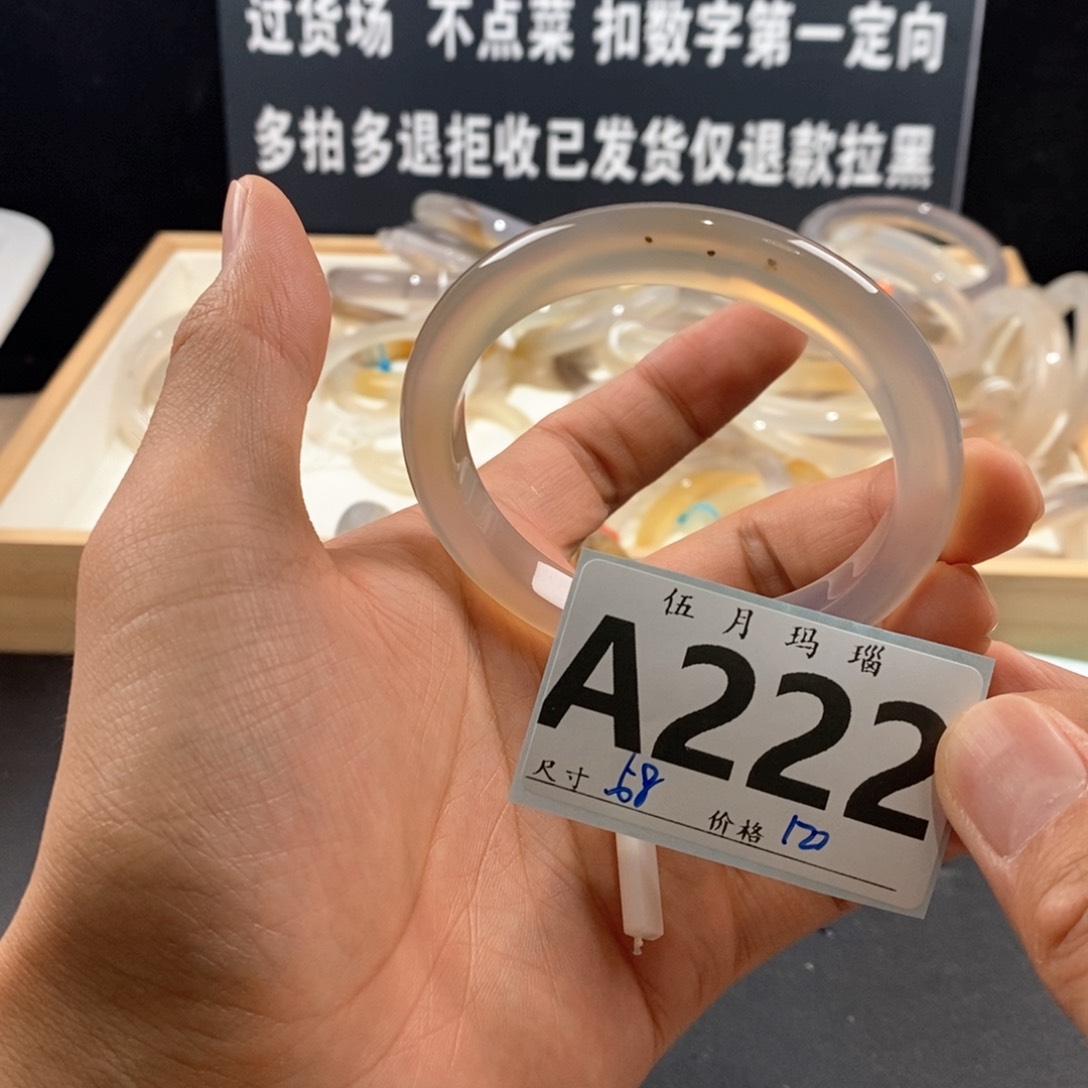 过货场 不点菜 扣数字第一定向
多拍多退拒收已发货仅退款拉黑
伍月玛瑙
A222
尺寸 58 价格 120